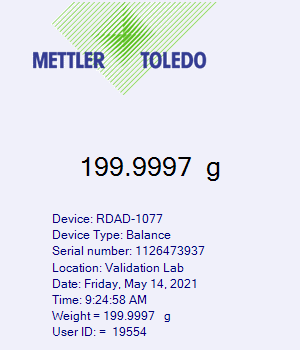 METTLER TOLEDO
199.9997 g
Device: RDAD-1077
Device Type: Balance
Serial number: 1126473937
Location: Validation Lab
Date: Friday, May 14, 2021
Time: 9:24:58 AM
Weight = 199.9997 g
User ID: = 19554